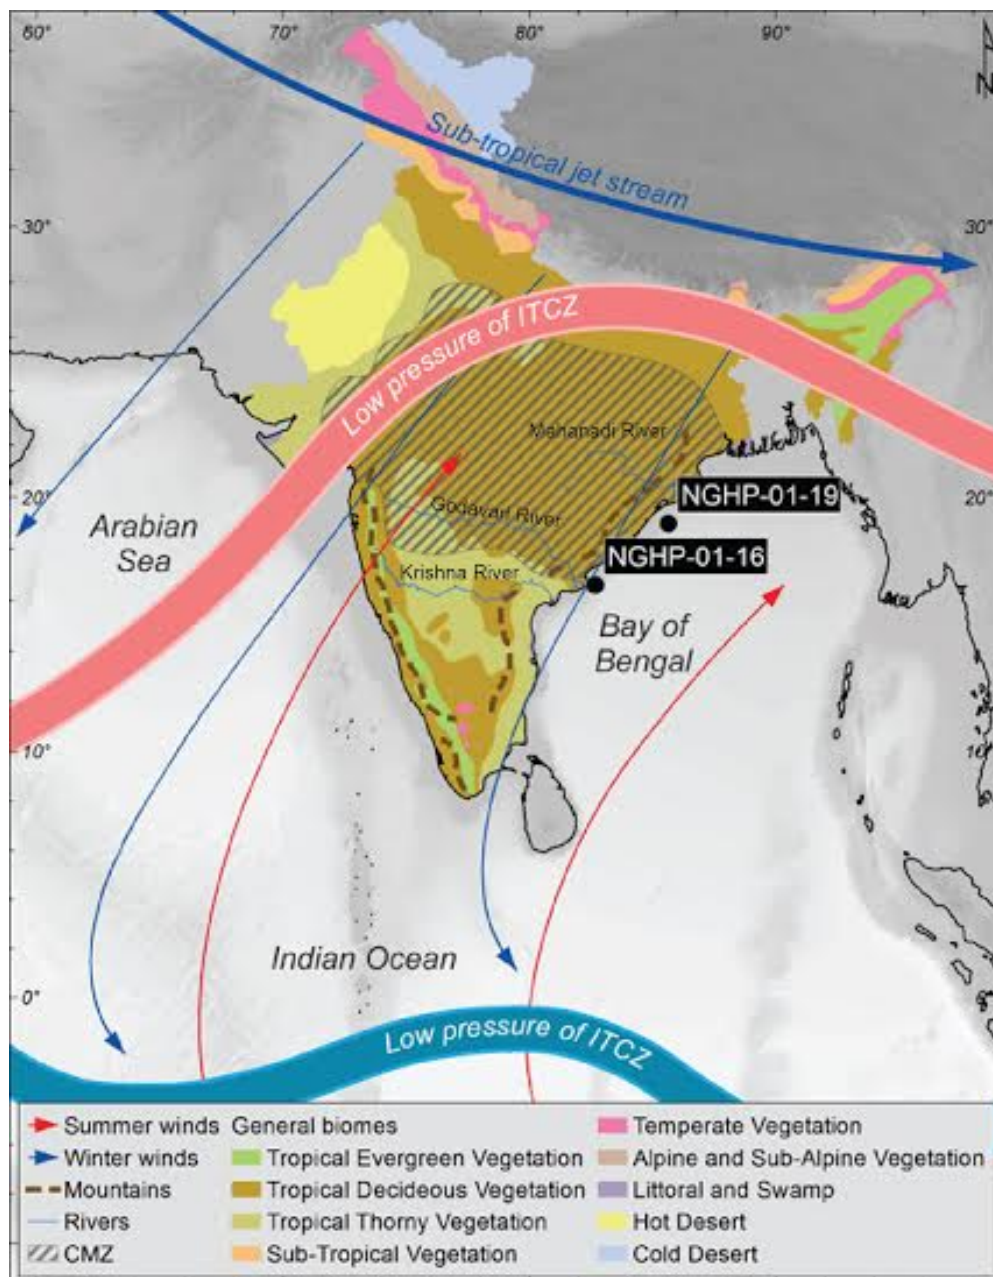 60°
70°
80°
90°
N
Sub-tropical jet stream
30°
30°
Low pressure of ITCZ
Mahanadi River
NGHP-01-19
20°
20°
Arabian
Sea
Godavari River
NGHP-01-16
Krishna River
Bay of
Bengal
10°
10°
Indian Ocean
0°
Low pressure of ITCZ
Summer winds
Winter winds
Mountains
Rivers
CMZ
General biomes
Tropical Evergreen Vegetation
Tropical Decideous Vegetation
Tropical Thorny Vegetation
Sub-Tropical Vegetation
Temperate Vegetation
Alpine and Sub-Alpine Vegetation
Littoral and Swamp
Hot Desert
Cold Desert